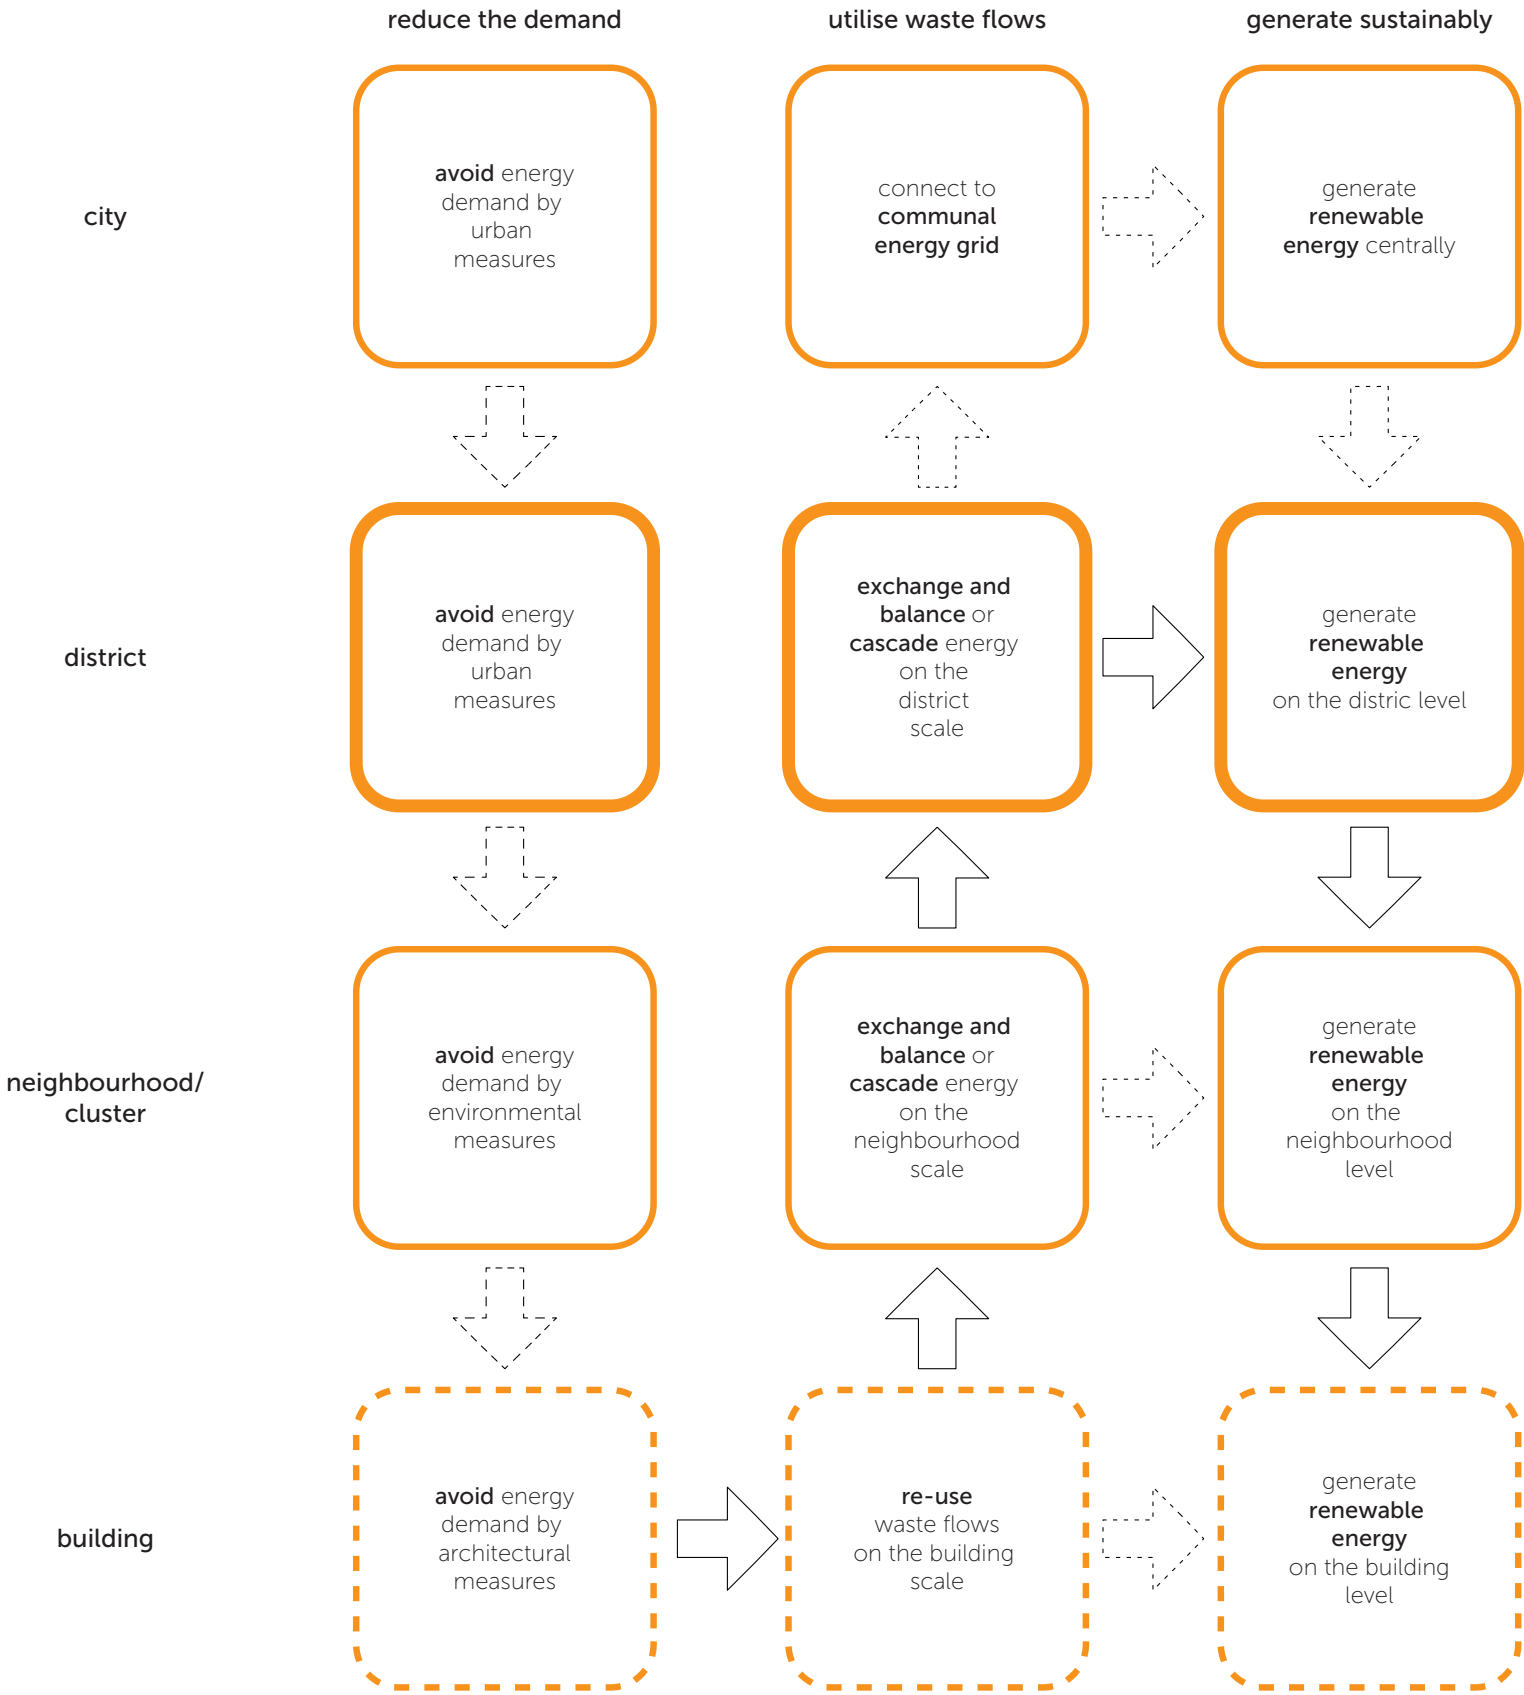 reduce the demand
utilise waste flows
generate sustainably
city
avoid energy
demand by
urban
measures
connect to
communal
energy grid
generate
renewable
energy centrally
district
avoid energy
demand by
urban
measures
exchange and
balance or
cascade energy
on the
district
scale
generate
renewable
energy
on the distric level
neighbourhood/
cluster
avoid energy
demand by
environmental
measures
exchange and
balance or
cascade energy
on the
neighbourhood
scale
generate
renewable
energy
on the
neighbourhood
level
building
avoid energy
demand by
architectural
measures
re-use
waste flows
on the building
scale
generate
renewable
energy
on the building
level